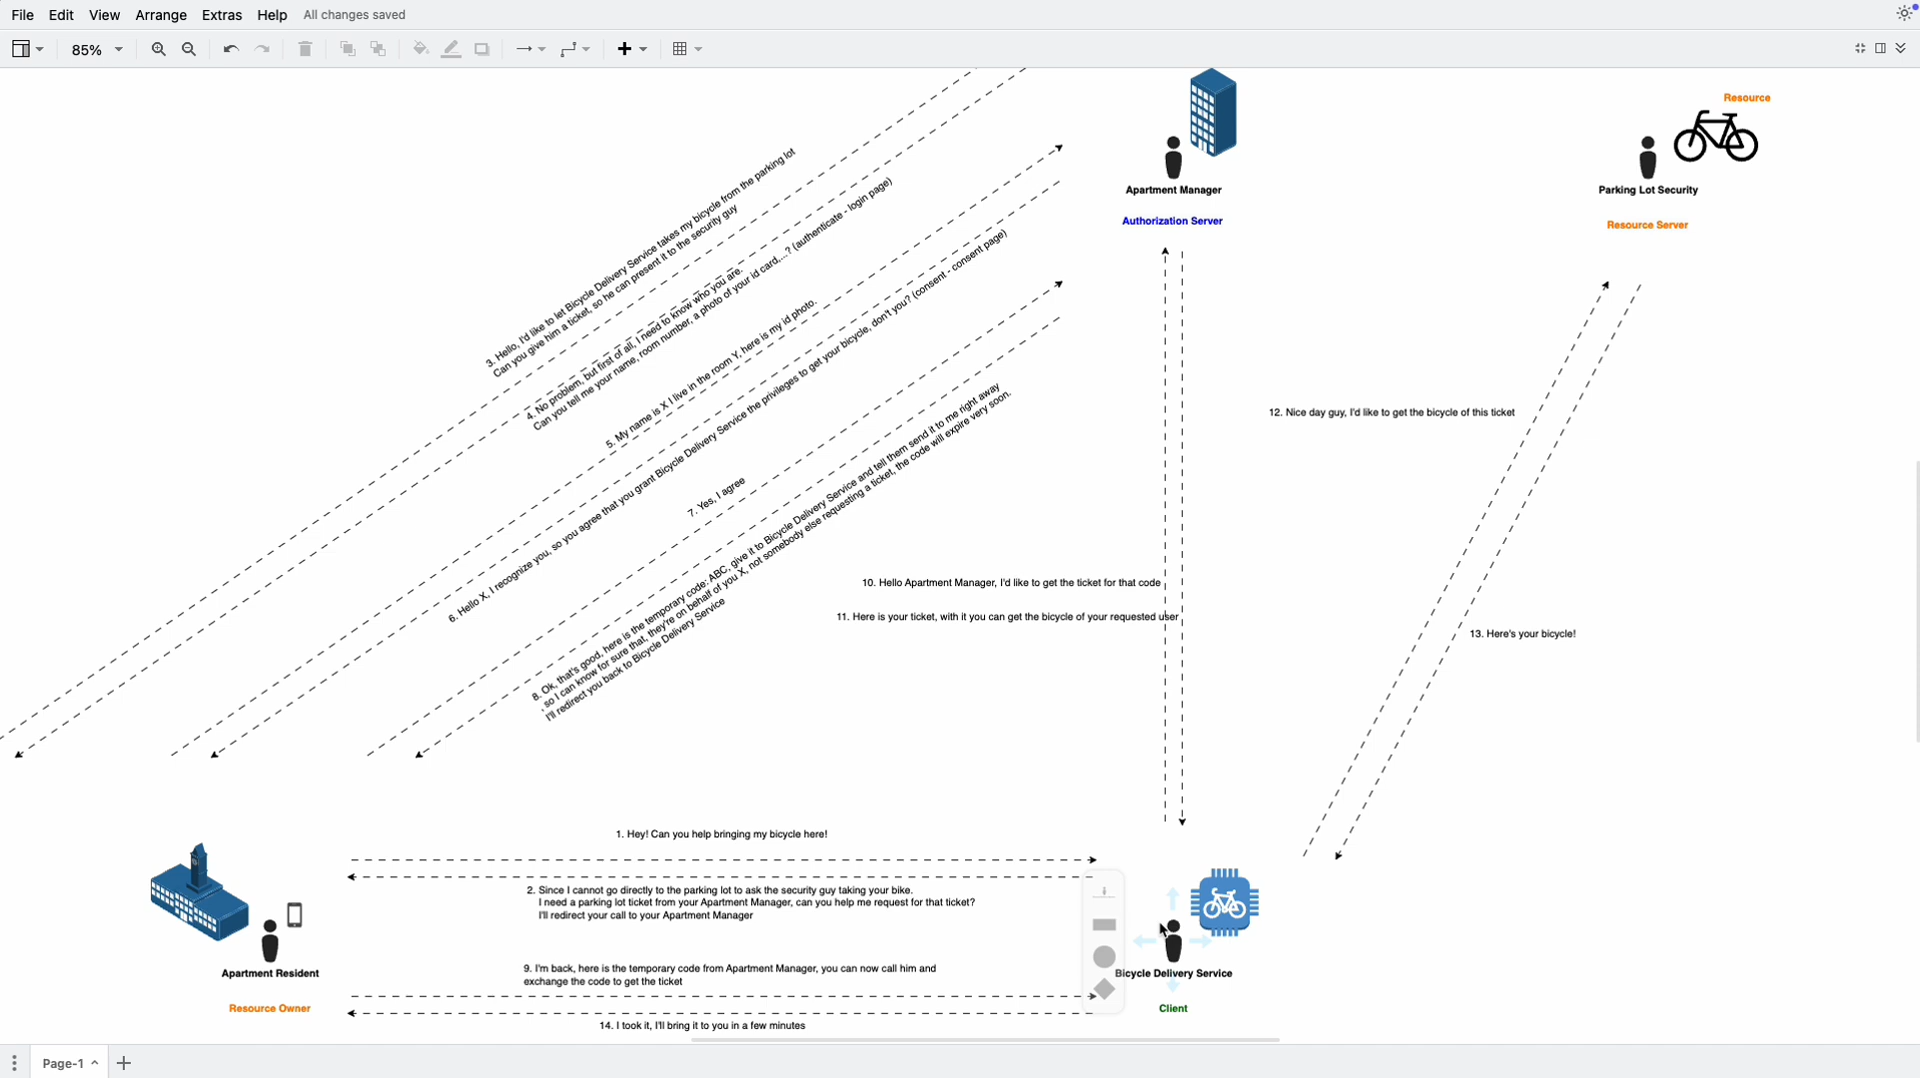 File Edit View Arrange Extras Help All changes saved
85%
Resource
Apartment Manager
Authorization Server
Parking Lot Security
Resource Server
3. Hello, I'd like to let Bicycle Delivery Service takes my bicycle from the parking lot
Can you give him a ticket, so he can present it to the security guy
4. No problem, but first of all, I need to know who you are.
Can you tell me your name, room number, a photo of your id card,...? (authenticate - login page)
5. My name is X I live in the room Y, here is my id photo.
6. Hello X, I recognize you, so you agree that you grant Bicycle Delivery Service the privileges to get your bicycle, don't you? (consent - consent page)
7. Yes, I agree
8. Ok, that's good, here is the temporary code: ABC, give it to Bicycle Delivery Service and tell them send it to me right away
, so I can know for sure that, they're on behalf of you X, not somebody else requesting a ticket, the code will expire very soon.
I'll redirect you back to Bicycle Delivery Service
12. Nice day guy, I'd like to get the bicycle of this ticket
10. Hello Apartment Manager, I'd like to get the ticket for that code
11. Here is your ticket, with it you can get the bicycle of your requested user
13. Here's your bicycle!
1. Hey! Can you help bringing my bicycle here!
2. Since I cannot go directly to the parking lot to ask the security guy taking your bike.
I need a parking lot ticket from your Apartment Manager, can you help me request for that ticket?
I'll redirect your call to your Apartment Manager
9. I'm back, here is the temporary code from Apartment Manager, you can now call him and
exchange the code to get the ticket
Apartment Resident
Resource Owner
Bicycle Delivery Service
Client
14. I took it, I'll bring it to you in a few minutes
Page-1